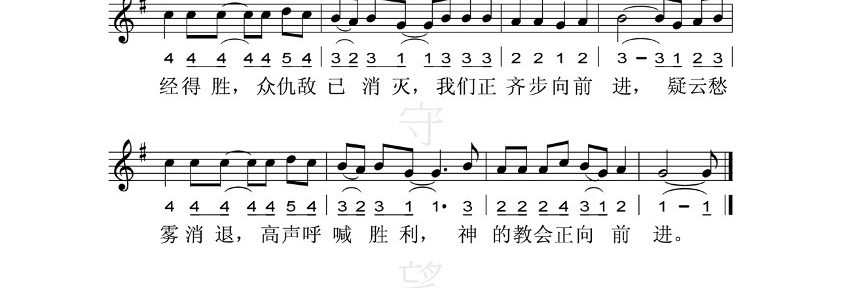 4 4 4 4 4 5 4 | 3 2 3 1 1 3 3 3 | 2 2 1 2 | 3 - 3 1 2 3 |
经得胜，众仇敌已消灭，我们正齐步向前进，疑云愁
守
4 4 4 4 4 5 4 | 3 2 3 1 1· 3 | 2 2 2 4 3 1 2 | 1 - 1
雾消退，高声呼喊胜利，神的教会正向前进。
望